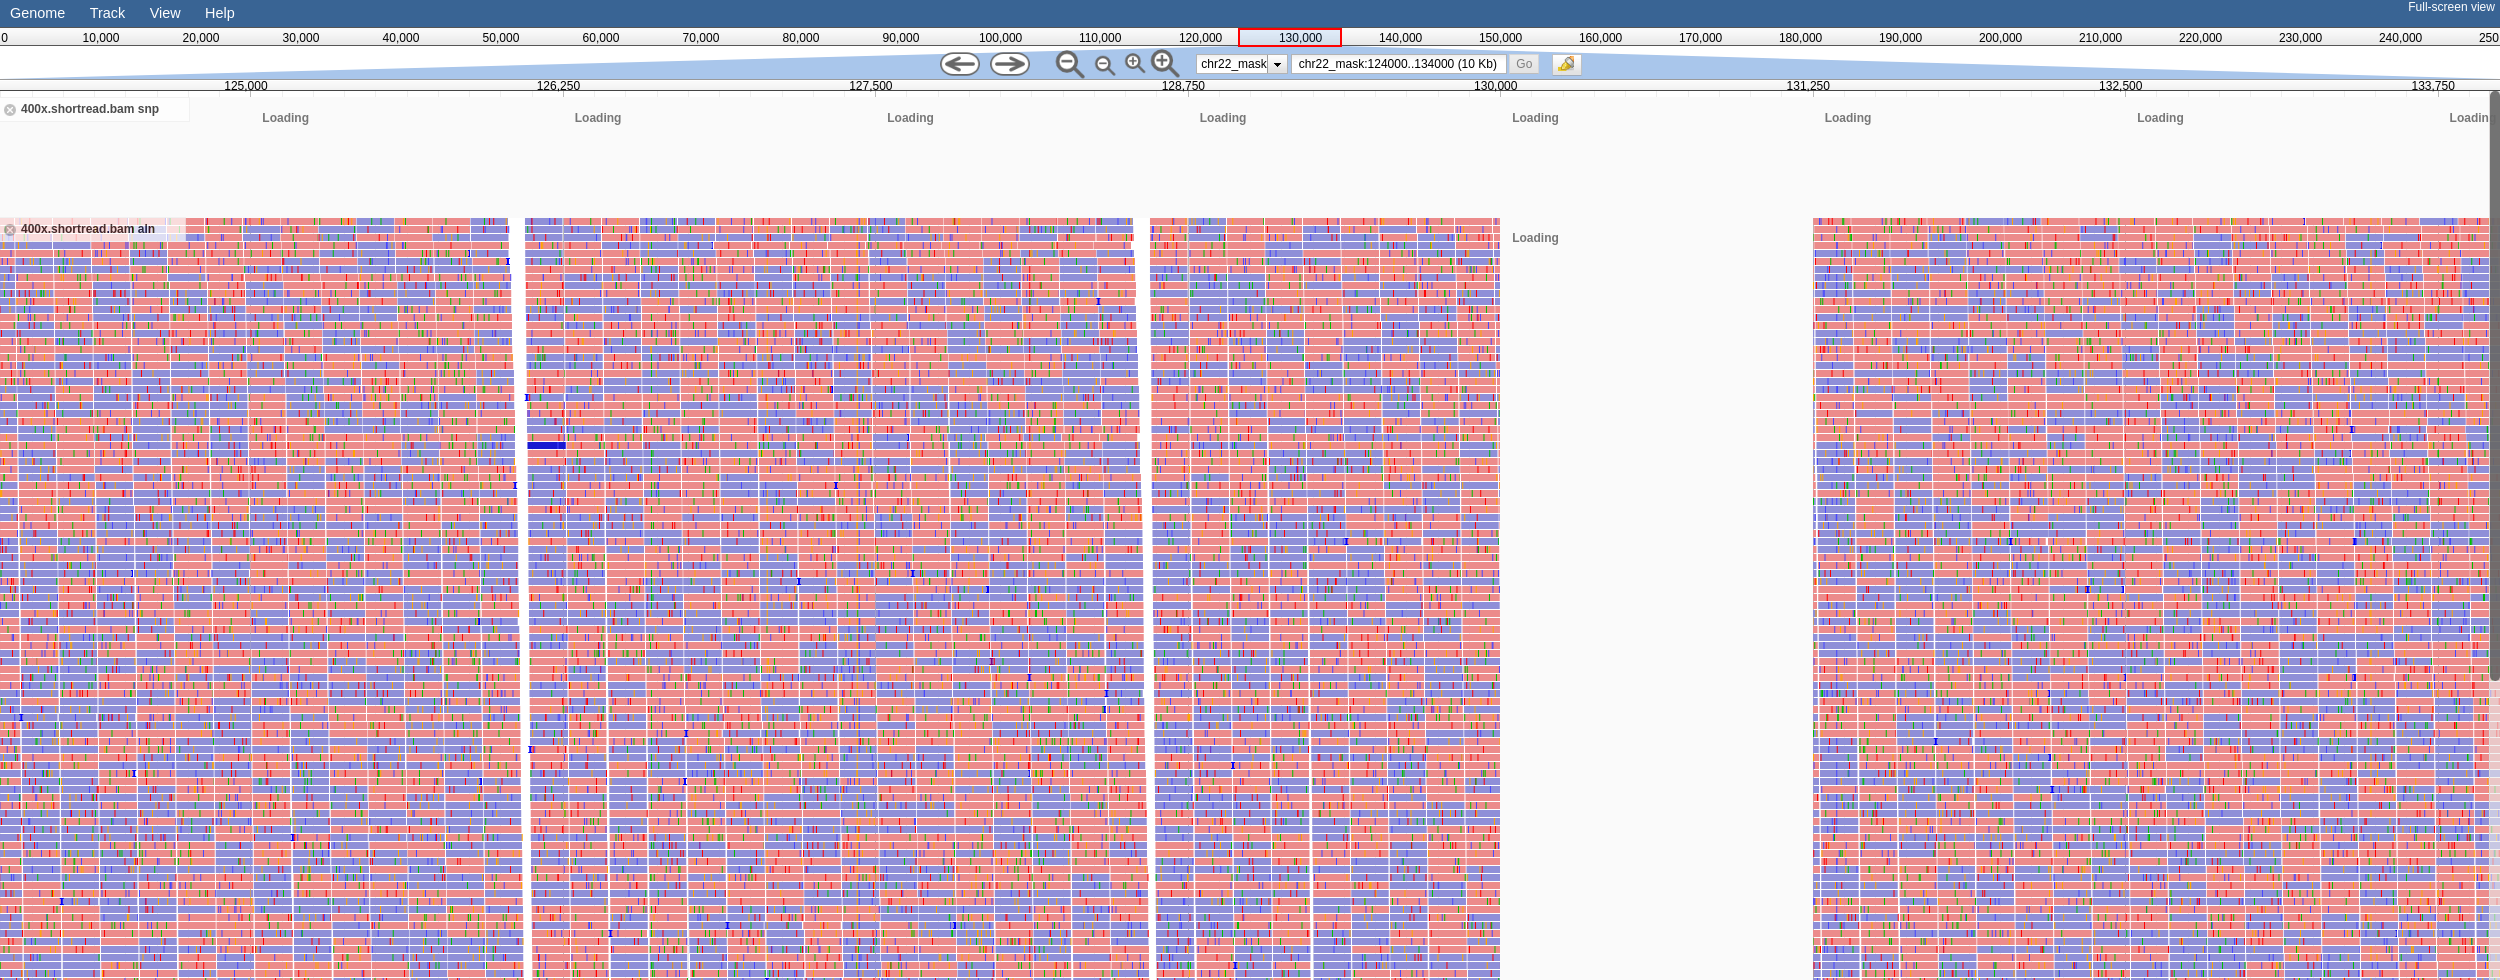 Genome Track View Help Full-screen view
0 10,000 20,000 30,000 40,000 50,000 60,000 70,000 80,000 90,000 100,000 110,000 120,000 130,000 140,000 150,000 160,000 170,000 180,000 190,000 200,000 210,000 220,000 230,000 240,000 250
chr22_mask chr22_mask:124000..134000 (10 Kb) Go
125,000 126,250 127,500 128,750 130,000 131,250 132,500 133,750
400x.shortread.bam snp
Loading Loading Loading Loading Loading Loading Loading Loadin
400x.shortread.bam aln
Loading